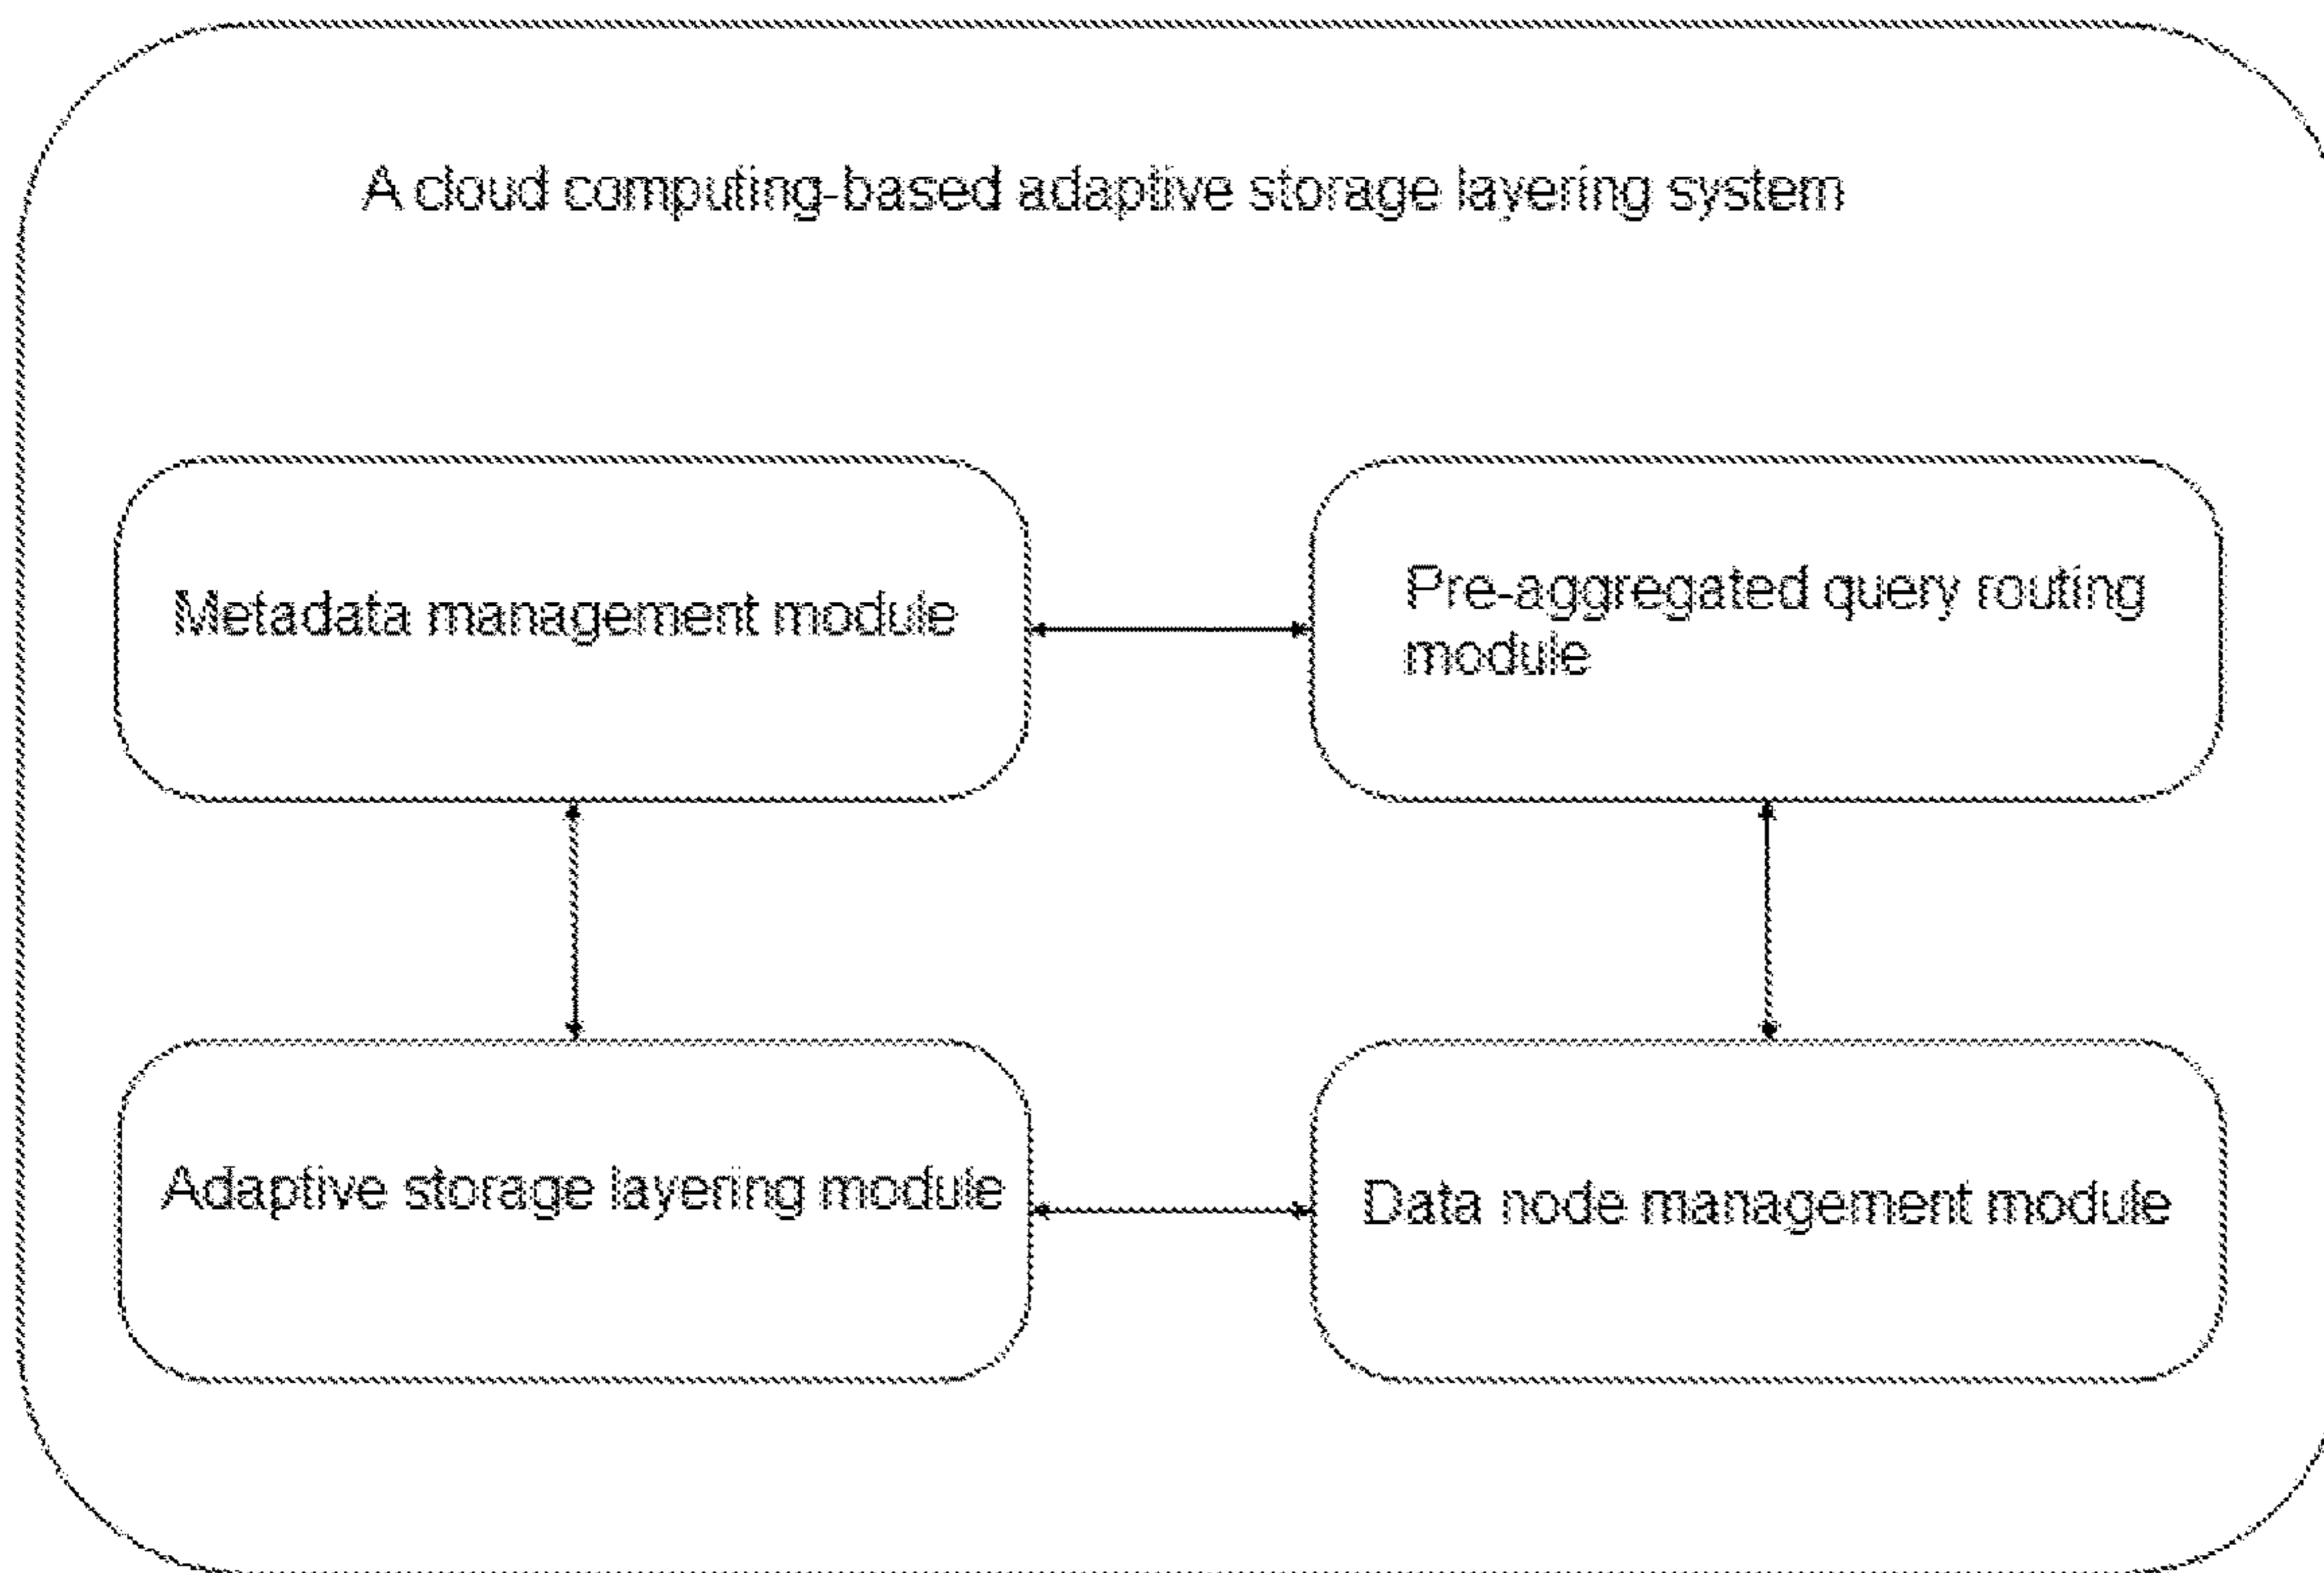 A cloud computing-based adaptive storage layering system
Metadata management module
Pre-aggregated query routing
module
Adaptive storage layering module
Data node management module